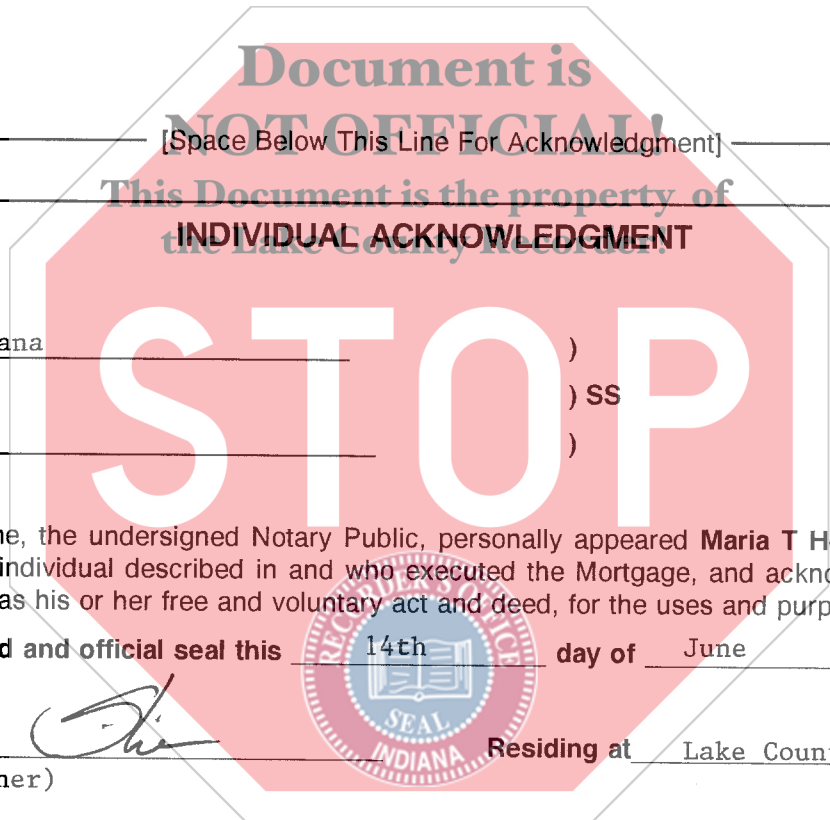 Document is
NOT OFFICIAL!
[Space Below This Line For Acknowledgment]
This Document is the property of
the Lake County Recorder!
INDIVIDUAL ACKNOWLEDGMENT
STOP
ana
)
) SS
)
ne, the undersigned Notary Public, personally appeared Maria T H
individual described in and who executed the Mortgage, and ackno
as his or her free and voluntary act and deed, for the uses and purp
d and official seal this 14th day of June
RECORDER'S OFFICE
SEAL
INDIANA
Residing at Lake Coun
ner)